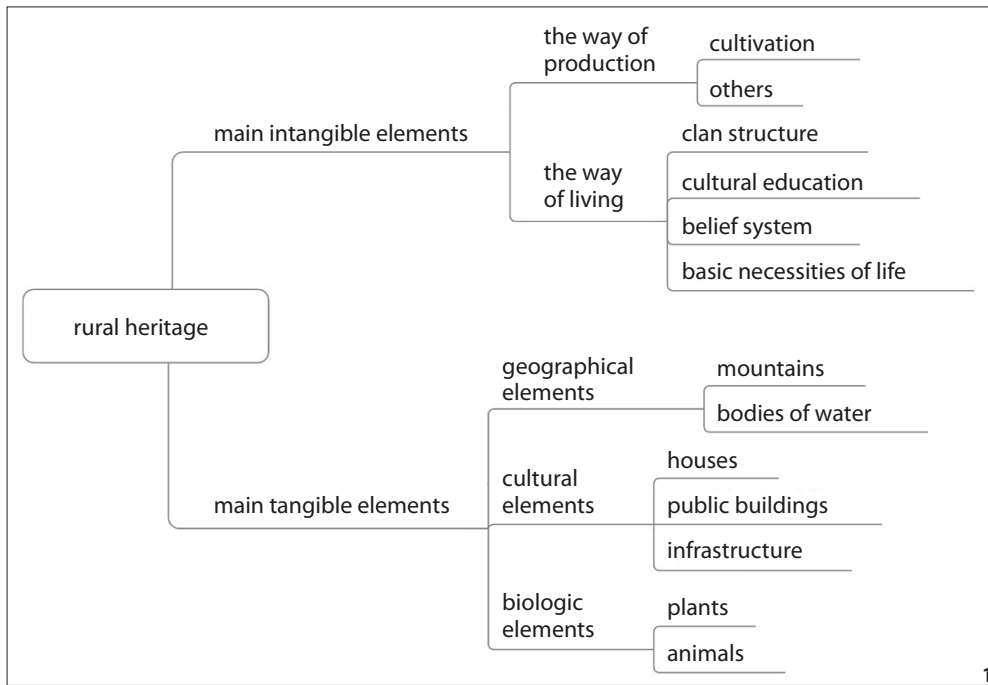 rural heritage
main intangible elements
the way of
production
cultivation
others
the way
of living
clan structure
cultural education
belief system
basic necessities of life
main tangible elements
geographical
elements
mountains
bodies of water
cultural
elements
houses
public buildings
infrastructure
biologic
elements
plants
animals
1